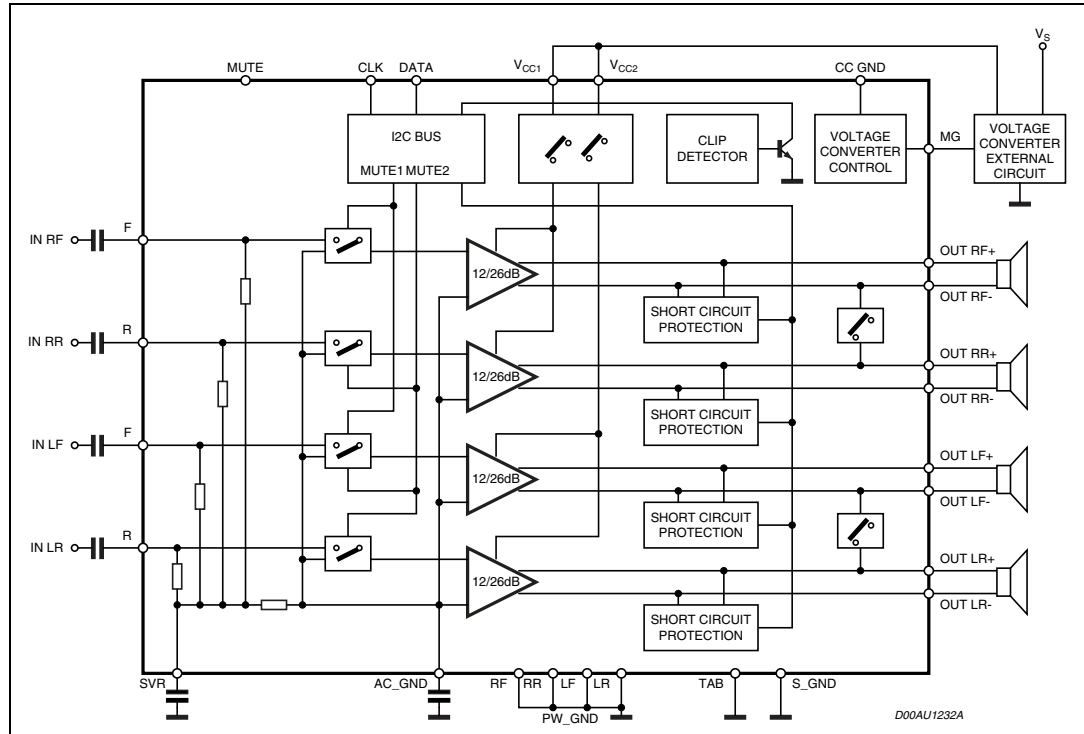 VS
MUTE
CLK
DATA
VCC1
VCC2
CC GND
I2C BUS
MUTE1 MUTE2
CLIP
DETECTOR
VOLTAGE
CONVERTER
CONTROL
MG
VOLTAGE
CONVERTER
EXTERNAL
CIRCUIT
IN RF
F
12/26dB
OUT RF+
OUT RF-
SHORT CIRCUIT
PROTECTION
IN RR
R
12/26dB
OUT RR+
OUT RR-
SHORT CIRCUIT
PROTECTION
IN LF
F
12/26dB
OUT LF+
OUT LF-
SHORT CIRCUIT
PROTECTION
IN LR
R
12/26dB
OUT LR+
OUT LR-
SHORT CIRCUIT
PROTECTION
SVR
AC_GND
RF
RR
LF
LR
PW_GND
TAB
S_GND
D00AU1232A